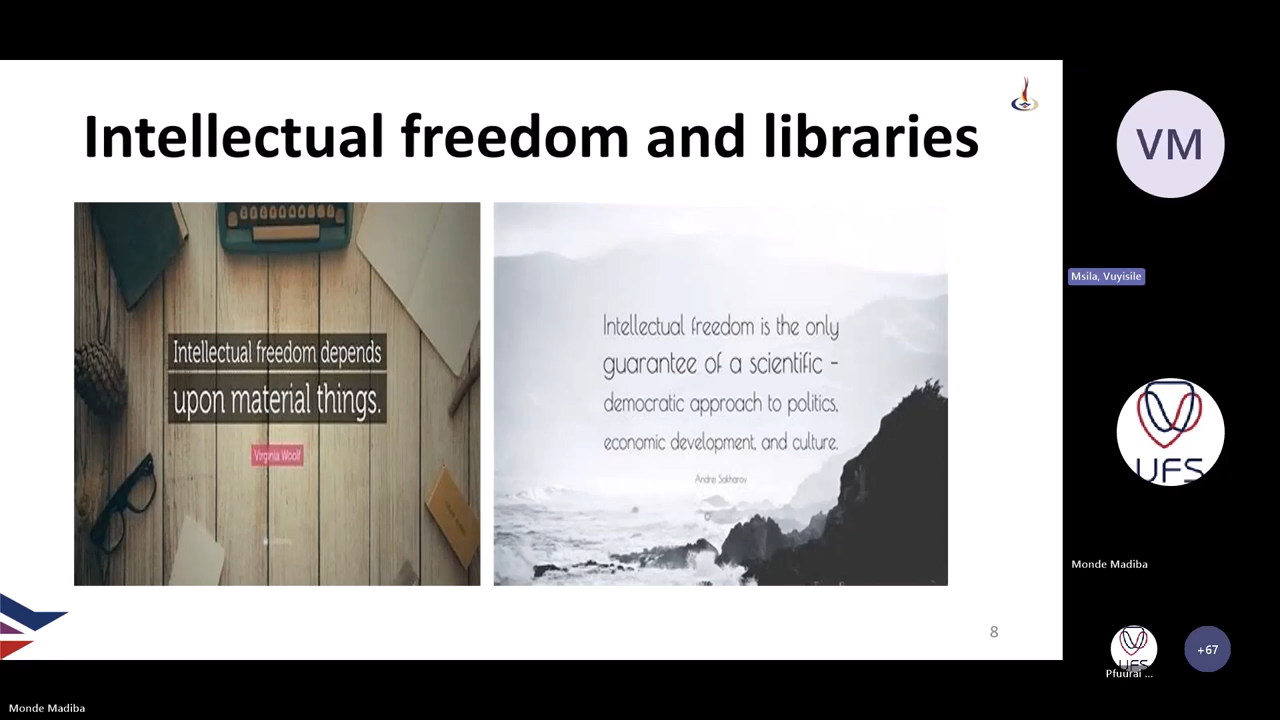 Intellectual freedom and libraries
Intellectual freedom depends
upon material things.
Virginia Woolf
Intellectual freedom is the only
guarantee of a scientific -
democratic approach to politics,
economic development, and culture.
Andrei Sakharov
8
VM
Msila, Vuyisile
UFS
Monde Madiba
UFS
Pfuurai ...
+67
Monde Madiba